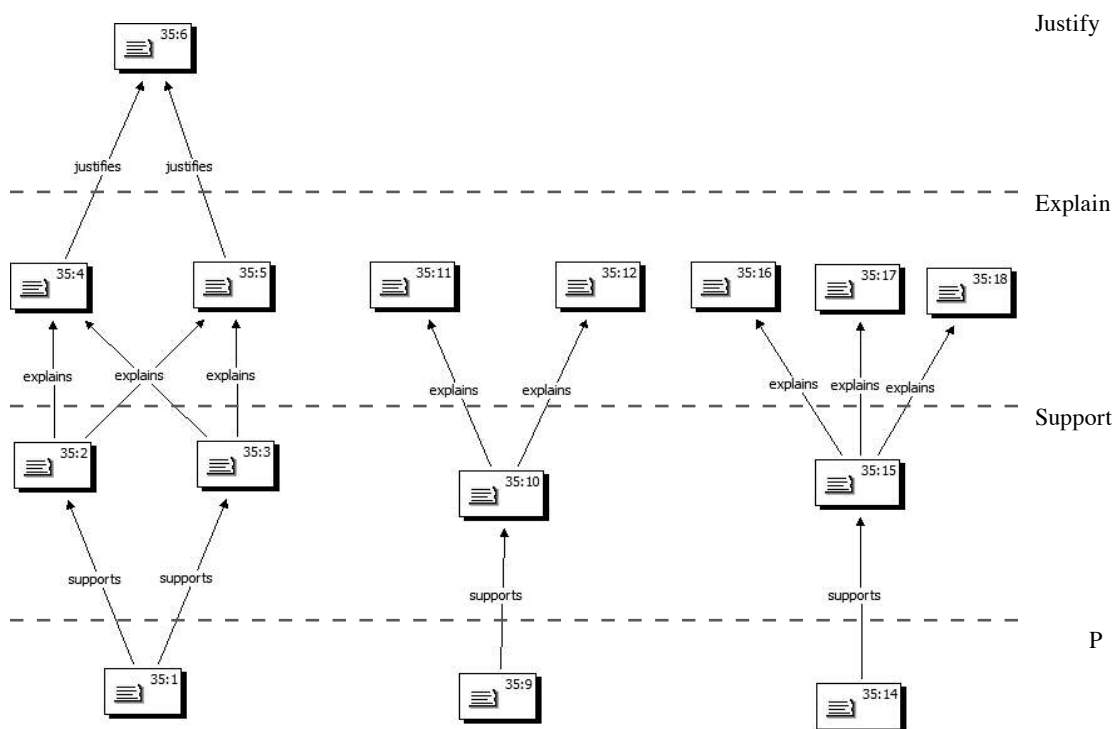 Justify
35:6
justifies justifies
Explain
35:4 35:5 35:11 35:12 35:16 35:17 35:18
explains explains explains explains explains explains explains explains
Support
35:2 35:3 35:10 35:15
supports supports supports supports
P
35:1 35:9 35:14